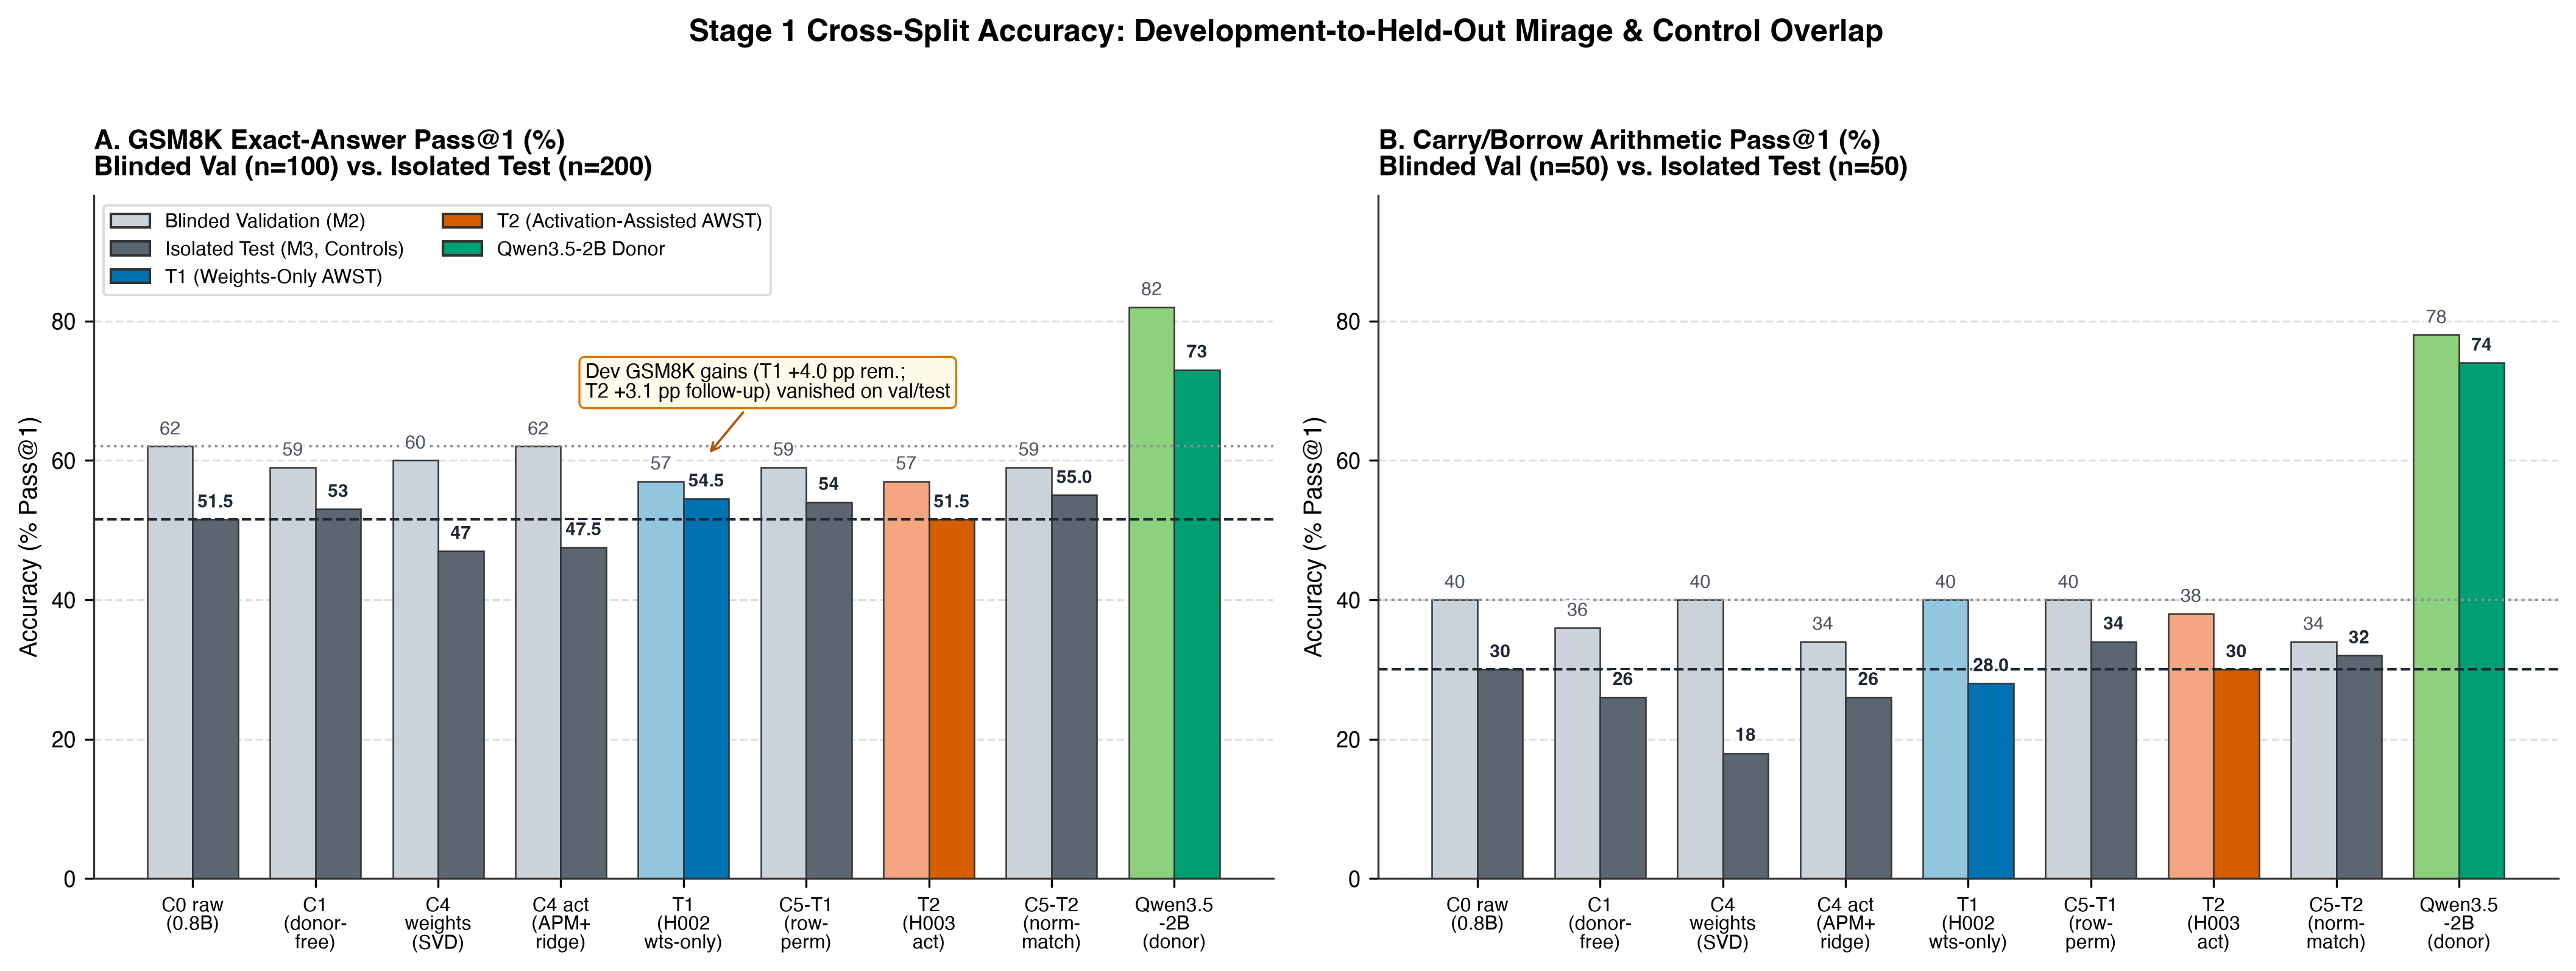 Stage 1 Cross-Split Accuracy: Development-to-Held-Out Mirage & Control Overlap
A. GSM8K Exact-Answer Pass@1 (%)
Blinded Val (n=100) vs. Isolated Test (n=200)
Blinded Validation (M2)
Isolated Test (M3, Controls)
T1 (Weights-Only AWST)
T2 (Activation-Assisted AWST)
Qwen3.5-2B Donor
Dev GSM8K gains (T1 +4.0 pp rem.;
T2 +3.1 pp follow-up) vanished on val/test
Accuracy (% Pass@1)
80
60
40
20
0
62
51.5
59
53
60
47
62
47.5
57
54.5
59
54
57
51.5
59
55.0
82
73
C0 raw
(0.8B)
C1
(donor-
free)
C4
weights
(SVD)
C4 act
(APM+
ridge)
T1
(H002
wts-only)
C5-T1
(row-
perm)
T2
(H003
act)
C5-T2
(norm-
match)
Qwen3.5
-2B
(donor)
B. Carry/Borrow Arithmetic Pass@1 (%)
Blinded Val (n=50) vs. Isolated Test (n=50)
Accuracy (% Pass@1)
80
60
40
20
0
40
30
36
26
40
18
34
26
40
28.0
40
34
38
30
34
32
78
74
C0 raw
(0.8B)
C1
(donor-
free)
C4
weights
(SVD)
C4 act
(APM+
ridge)
T1
(H002
wts-only)
C5-T1
(row-
perm)
T2
(H003
act)
C5-T2
(norm-
match)
Qwen3.5
-2B
(donor)